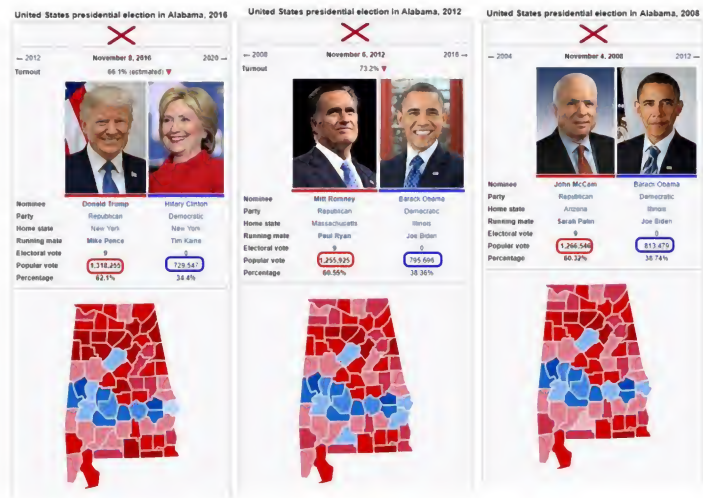 United States presidential election in Alabama, 2016
← 2012 November 8, 2016 2020 →
Turnout 66.1% (estimated) ▼
Nominee Donald Trump Hillary Clinton
Party Republican Democratic
Home state New York New York
Running mate Mike Pence Tim Kaine
Electoral vote 9 0
Popular vote 1,318,255 729,547
Percentage 62.1% 34.4%
United States presidential election in Alabama, 2012
← 2008 November 6, 2012 2016 →
Turnout 73.2% ▼
Nominee Mitt Romney Barack Obama
Party Republican Democratic
Home state Massachusetts Illinois
Running mate Paul Ryan Joe Biden
Electoral vote 9 0
Popular vote 1,255,925 795,696
Percentage 60.55% 38.36%
United States presidential election in Alabama, 2008
← 2004 November 4, 2008 2012 →
Nominee John McCain Barack Obama
Party Republican Democratic
Home state Arizona Illinois
Running mate Sarah Palin Joe Biden
Electoral vote 9 0
Popular vote 1,266,546 813,479
Percentage 60.32% 38.74%